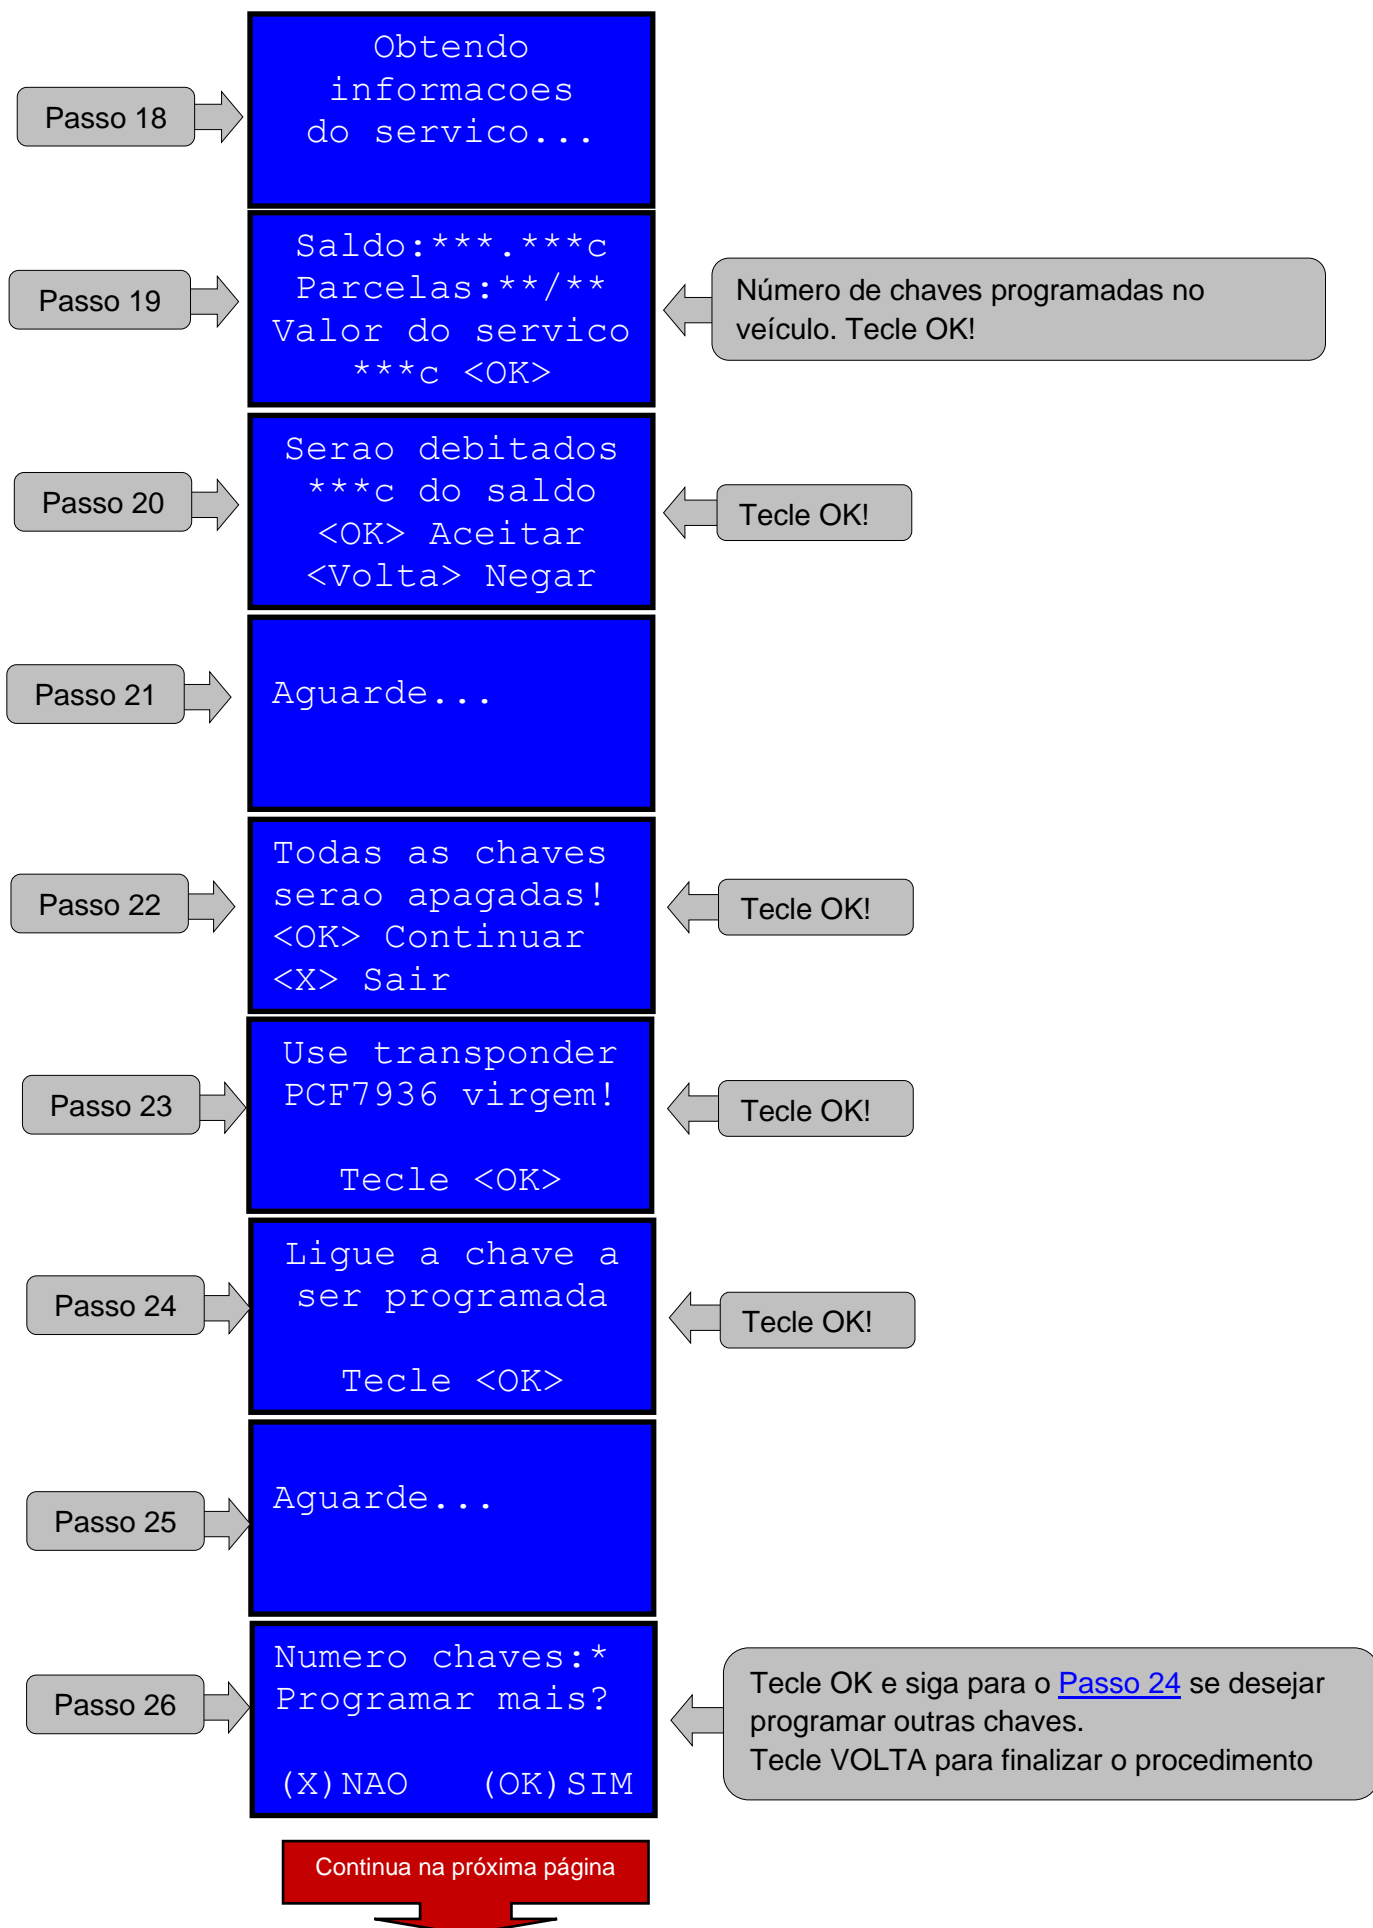 Passo 18
Obtendo
informacoes
do servico...
Passo 19
Saldo:***.***c
Parcelas:**/**
Valor do servico
***c <OK>
Número de chaves programadas no
veículo. Tecle OK!
Passo 20
Serao debitados
***c do saldo
<OK> Aceitar
<Volta> Negar
Tecle OK!
Passo 21
Aguarde...
Passo 22
Todas as chaves
serao apagadas!
<OK> Continuar
<X> Sair
Tecle OK!
Passo 23
Use transponder
PCF7936 virgem!
Tecle <OK>
Tecle OK!
Passo 24
Ligue a chave a
ser programada
Tecle <OK>
Tecle OK!
Passo 25
Aguarde...
Passo 26
Numero chaves:*
Programar mais?
(X)NAO (OK)SIM
Tecle OK e siga para o Passo 24 se desejar
programar outras chaves.
Tecle VOLTA para finalizar o procedimento
Continua na próxima página